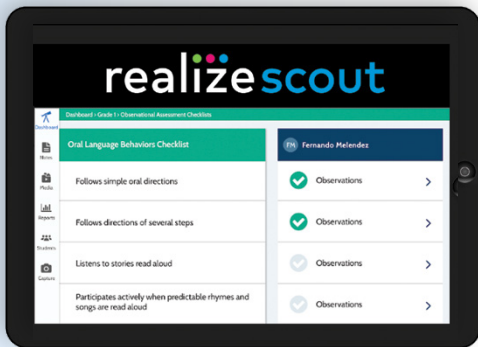 realizescout
Dashboard > Grade 1 > Observational Assessment Checklists
Dashboard
Notes
Media
Reports
Students
Capture
Oral Language Behaviors Checklist
FM Fernando Melendez
Follows simple oral directions
Observations
Follows directions of several steps
Observations
Listens to stories read aloud
Observations
Participates actively when predictable rhymes and
songs are read aloud
Observations